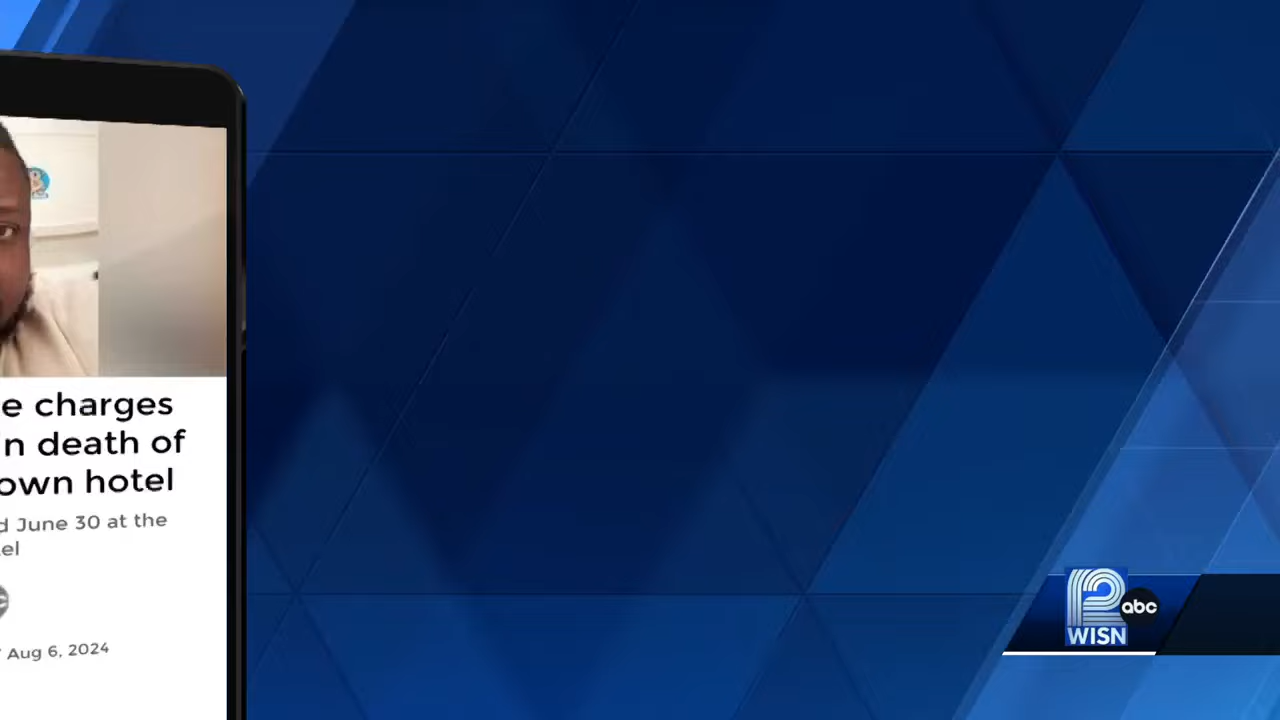 e charges
n death of
own hotel
d June 30 at the
el
Aug 6, 2024
12
abc
WISN